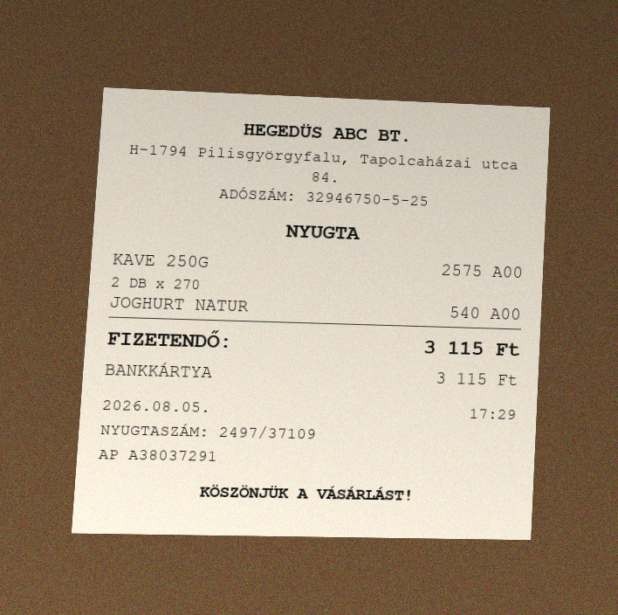 HEGEDÜS ABC BT.
H-1794 Pilisgyörgyfalu, Tapolcaházai utca
84.
ADÓSZÁM: 32946750-5-25
NYUGTA
KAVE 250G 2575 A00
2 DB x 270
JOGHURT NATUR 540 A00
FIZETENDŐ: 3 115 Ft
BANKKÁRTYA 3 115 Ft
2026.08.05. 17:29
NYUGTASZÁM: 2497/37109
AP A38037291
KÖSZÖNJÜK A VÁSÁRLÁST!